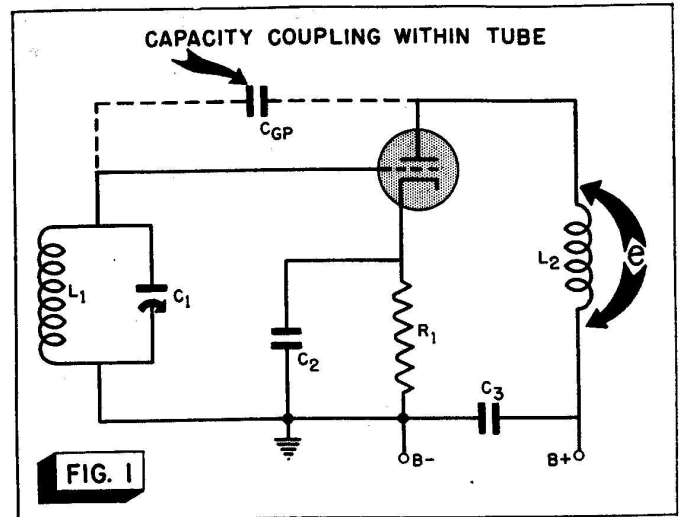 CAPACITY COUPLING WITHIN TUBE
CGP
L1
C1
C2
R1
C3
L2
e
B-
B+
FIG. 1